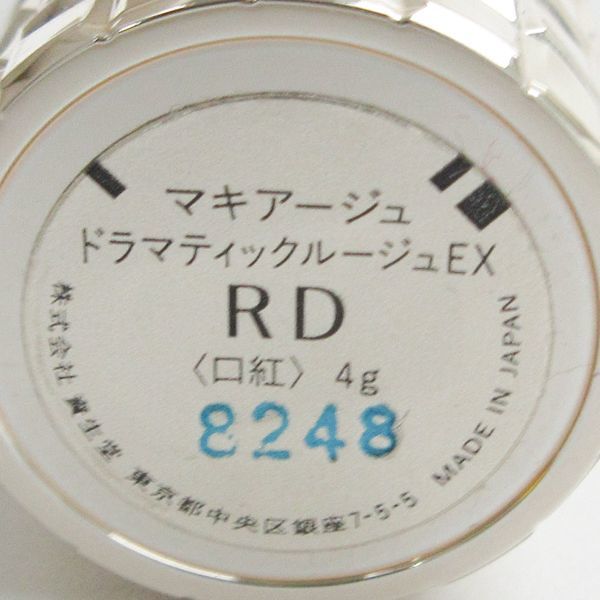 マキアージュ
ドラマティックルージュEX
RD
〈口紅〉 4g
8248
株式会社 資生堂 東京都中央区銀座7-5-5 MADE IN JAPAN